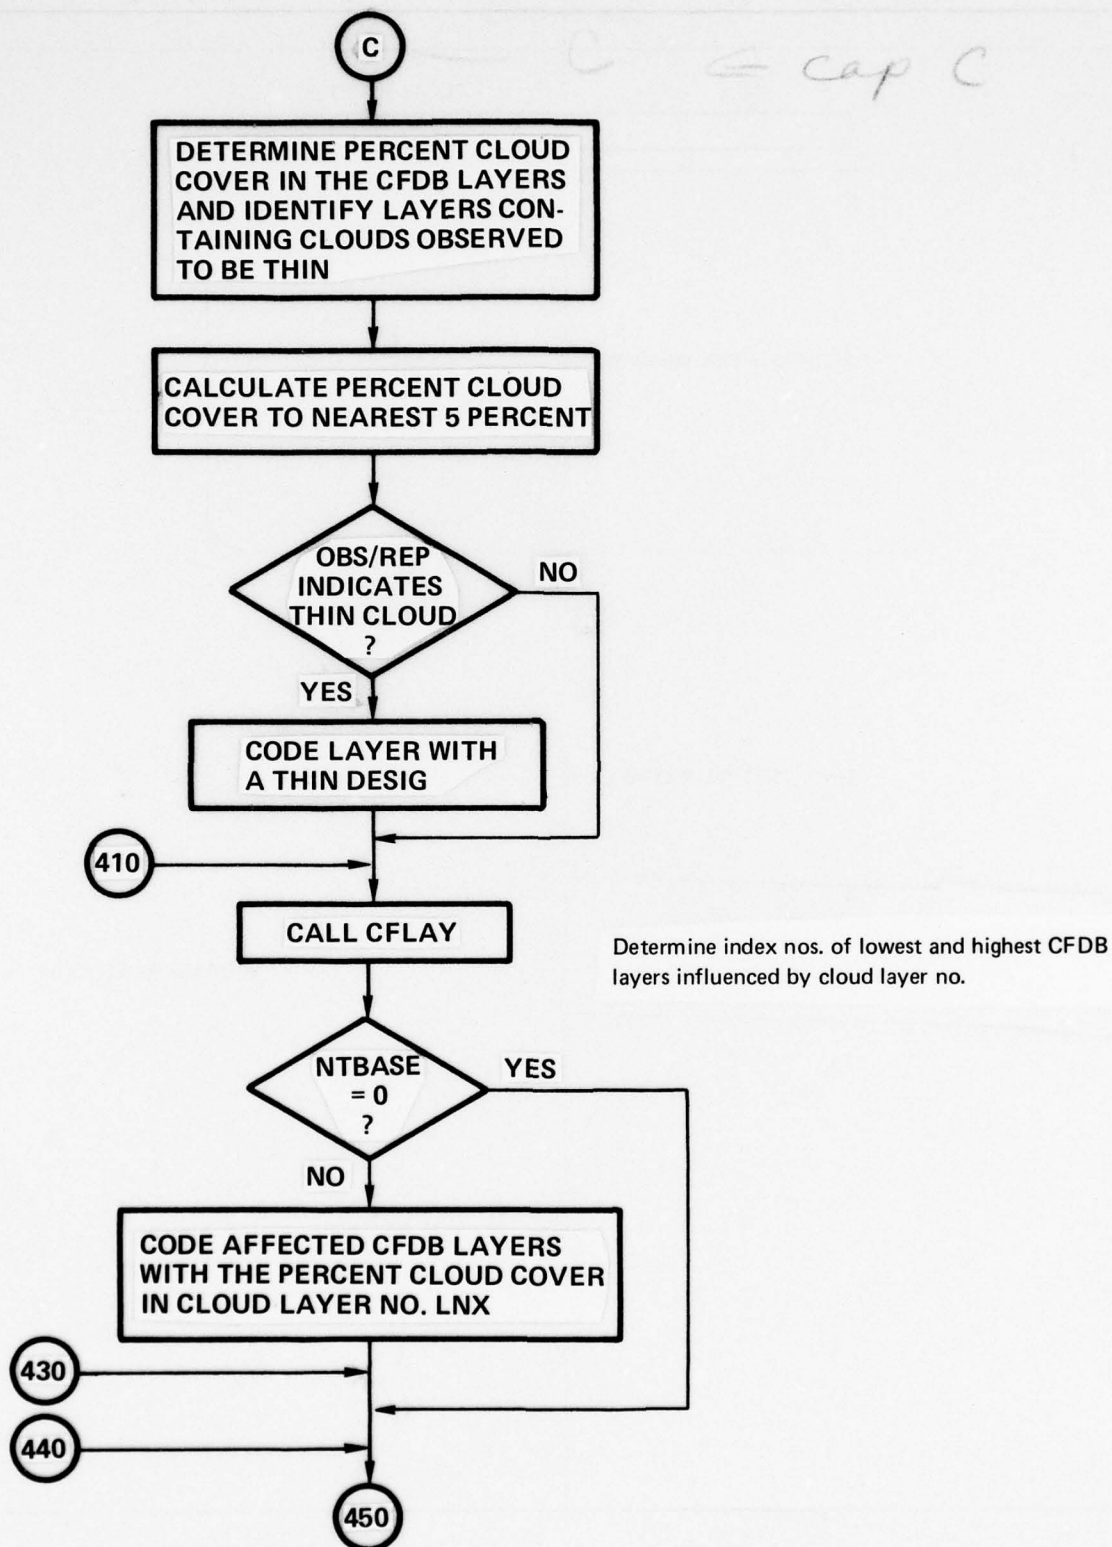 C
C = cap C
DETERMINE PERCENT CLOUD
COVER IN THE CFDB LAYERS
AND IDENTIFY LAYERS CON-
TAINING CLOUDS OBSERVED
TO BE THIN
CALCULATE PERCENT CLOUD
COVER TO NEAREST 5 PERCENT
OBS/REP
INDICATES
THIN CLOUD
?
NO
YES
CODE LAYER WITH
A THIN DESIG
410
CALL CFLAY
Determine index nos. of lowest and highest CFDB
layers influenced by cloud layer no.
NTBASE
= 0
?
YES
NO
CODE AFFECTED CFDB LAYERS
WITH THE PERCENT CLOUD COVER
IN CLOUD LAYER NO. LNX
430
440
450